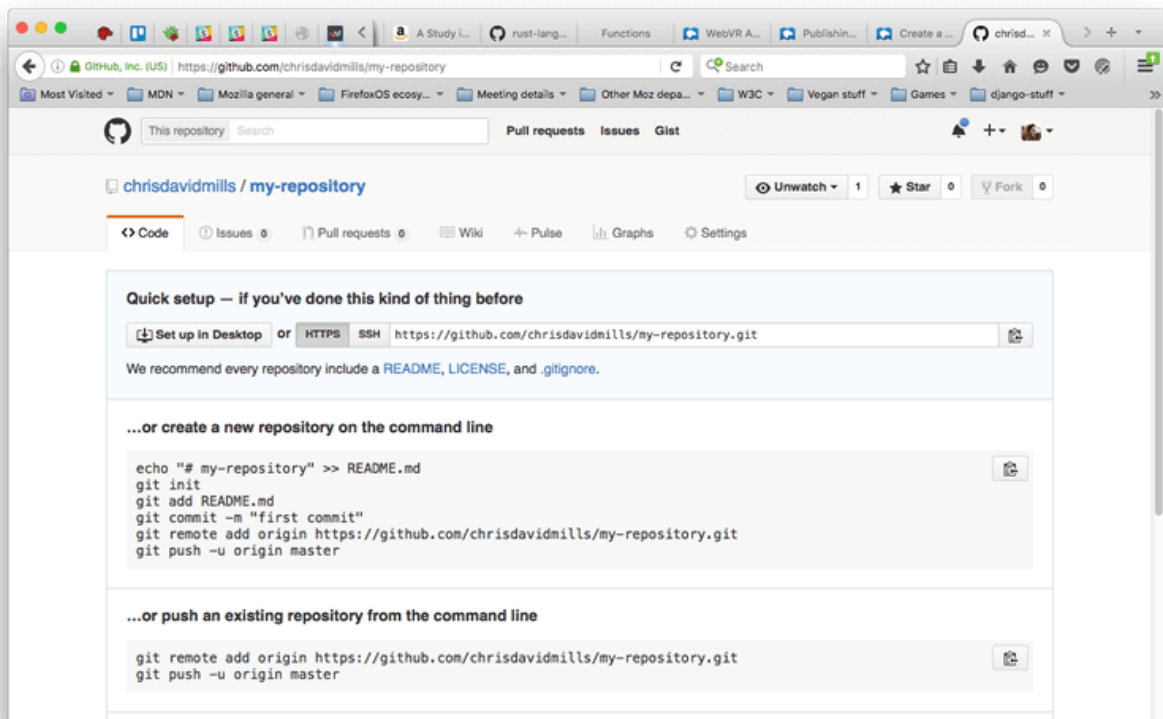 a A Study i... rust-lang... Functions WebVR A... Publishin... Create a ... chrisd... ×
GitHub, Inc. (US) https://github.com/chrisdavidmills/my-repository Search
Most Visited MDN Mozilla general FirefoxOS ecosy... Meeting details Other Moz depa... W3C Vegan stuff Games django-stuff
This repository Search Pull requests Issues Gist
chrisdavidmills / my-repository Unwatch 1 Star 0 Fork 0
<> Code Issues 0 Pull requests 0 Wiki Pulse Graphs Settings
Quick setup — if you've done this kind of thing before
Set up in Desktop or HTTPS SSH https://github.com/chrisdavidmills/my-repository.git
We recommend every repository include a README, LICENSE, and .gitignore.
…or create a new repository on the command line
echo "# my-repository" >> README.md
git init
git add README.md
git commit -m "first commit"
git remote add origin https://github.com/chrisdavidmills/my-repository.git
git push -u origin master
…or push an existing repository from the command line
git remote add origin https://github.com/chrisdavidmills/my-repository.git
git push -u origin master